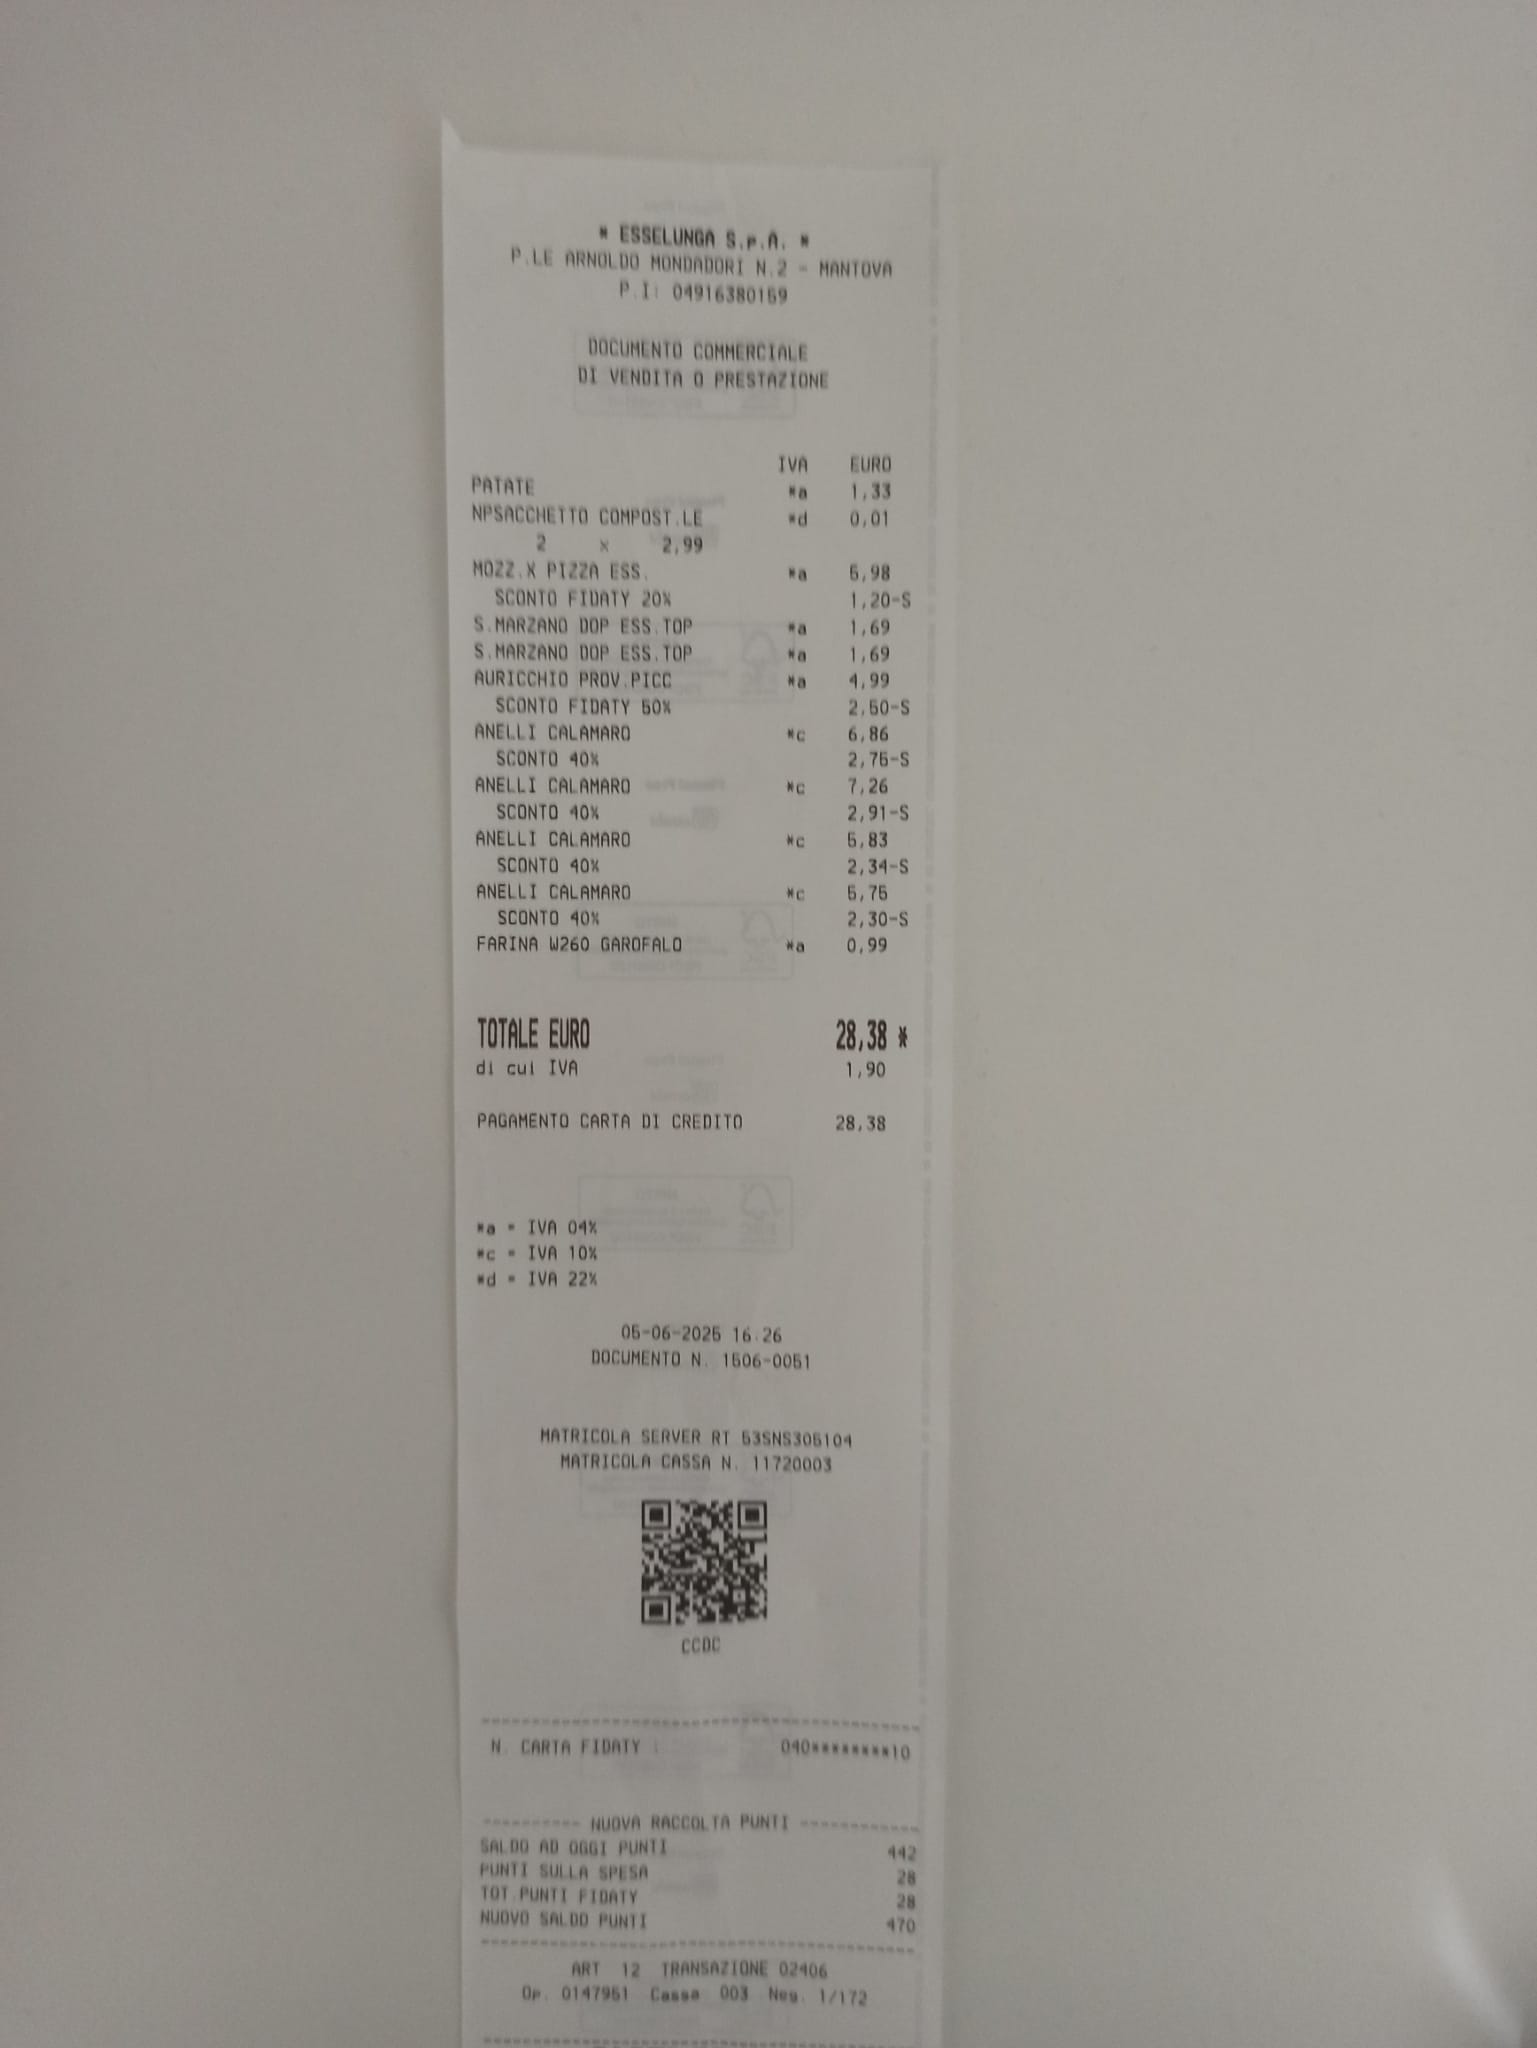 * ESSELUNGA S.p.A. *
P.LE ARNOLDO MONDADORI N.2 - MANTOVA
P.I: 04916380159
DOCUMENTO COMMERCIALE
DI VENDITA O PRESTAZIONE
IVA EURO
PATATE *a 1,33
NPSACCHETTO COMPOST.LE *d 0,01
2 x 2,99
MOZZ.X PIZZA ESS. *a 5,98
SCONTO FIDATY 20% 1,20-S
S.MARZANO DOP ESS.TOP *a 1,69
S.MARZANO DOP ESS.TOP *a 1,69
AURICCHIO PROV.PICC *a 4,99
SCONTO FIDATY 50% 2,50-S
ANELLI CALAMARO *c 6,86
SCONTO 40% 2,75-S
ANELLI CALAMARO *c 7,26
SCONTO 40% 2,91-S
ANELLI CALAMARO *c 5,83
SCONTO 40% 2,34-S
ANELLI CALAMARO *c 5,75
SCONTO 40% 2,30-S
FARINA W260 GAROFALO *a 0,99
TOTALE EURO 28,38 *
di cui IVA 1,90
PAGAMENTO CARTA DI CREDITO 28,38
*a = IVA 04%
*c = IVA 10%
*d = IVA 22%
05-06-2025 16.26
DOCUMENTO N. 1506-0051
MATRICOLA SERVER RT 53SNS305104
MATRICOLA CASSA N. 11720003
CCDC
N. CARTA FIDATY : 040********10
---------- NUOVA RACCOLTA PUNTI ------------
SALDO AD OGGI PUNTI 442
PUNTI SULLA SPESA 28
TOT.PUNTI FIDATY 28
NUOVO SALDO PUNTI 470
ART 12 TRANSAZIONE 02406
Op. 0147951 Cassa 003 Neg. 1/172